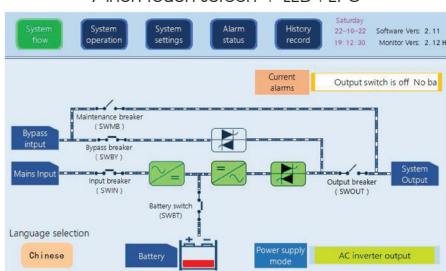 7 inch touch screen + LED+EPO
System
flow
System
operation
System
settings
Alarm
status
History
record
Saturday
22-10-22
19:12:30
Software Vers: 2.11
Monitor Vers: 2.12H
Current
alarms
Output switch is off No ba
Maintenance breaker
( SWMB )
Bypass
intput
Bypass breaker
( SWBY )
Mains Input
Input breaker
( SWIN )
Output breaker
( SWOUT )
System
Output
Battery switch
(SWBT)
Language selection
Chinese
Battery
+ −
Power supply
mode
AC inverter output